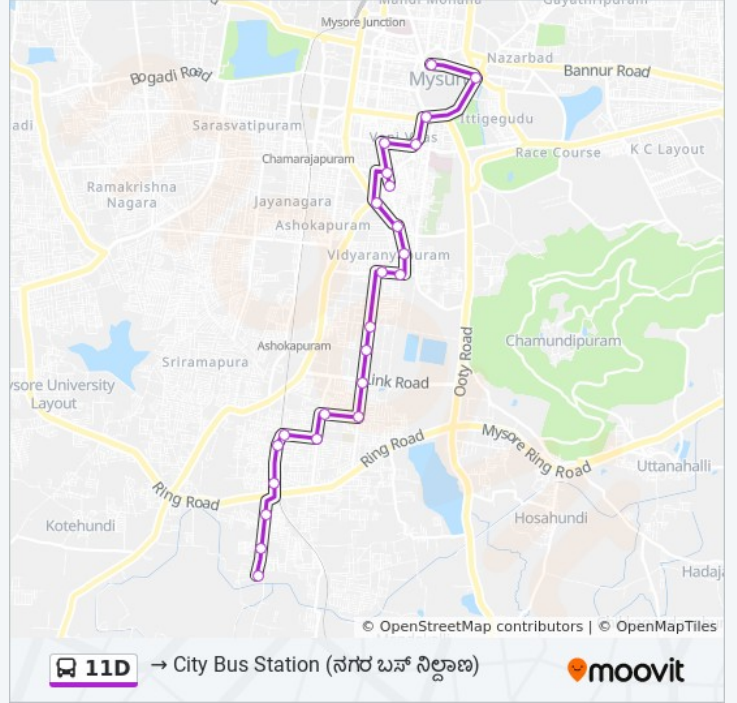 Mysore Junction
Nazarbad
Bogadi Road
Bannur Road
Mysuru
Ittigegudu
Sarasvatipuram
Race Course
K C Layout
Chamarajapuram
Ramakrishna
Nagara
Jayanagara
Ashokapuram
Vidyaranyapuram
Chamundipuram
Ashokapuram
Ooty Road
Sriramapura
Link Road
ysore University
Layout
Ring Road
Mysore Ring Road
Uttanahalli
Ring Road
Hosahundi
Kotehundi
Hadaja
© OpenStreetMap contributors | © OpenMapTiles
11D → City Bus Station (ನಗರ ಬಸ್ ನಿಲ್ದಾಣ)
moovit